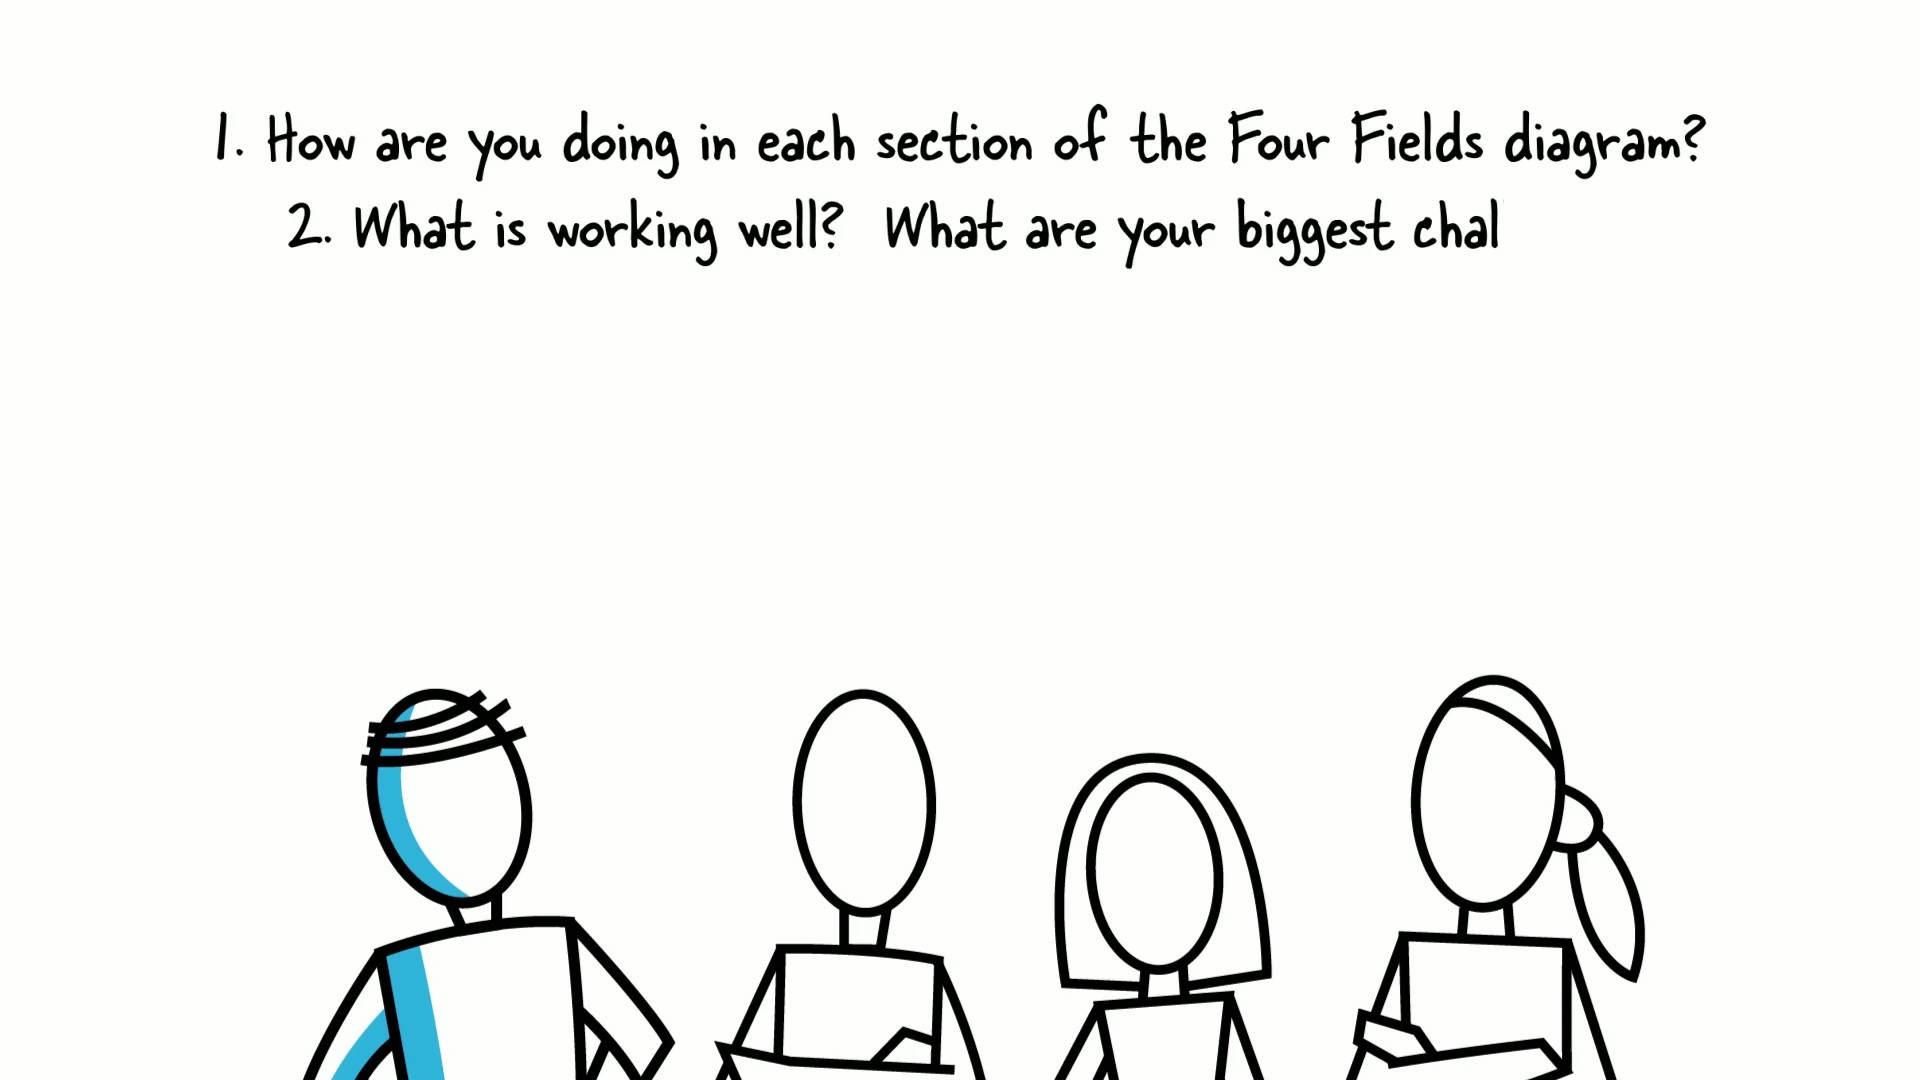 1. How are you doing in each section of the Four Fields diagram?
2. What is working well? What are your biggest chal